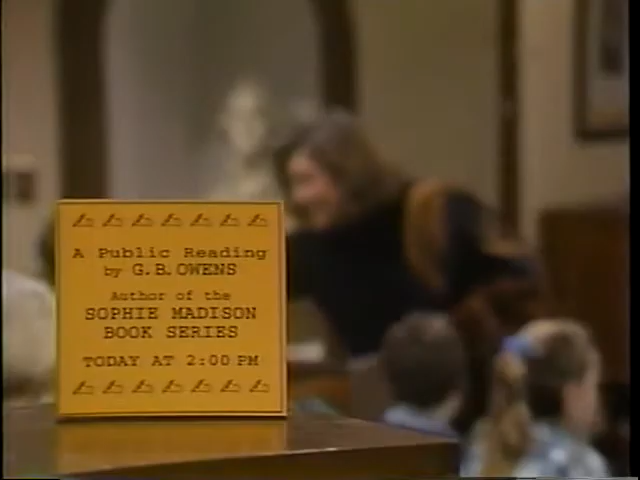 A Public Reading
by G.B. OWENS
Author of the
SOPHIE MADISON
BOOK SERIES
TODAY AT 2:00 PM